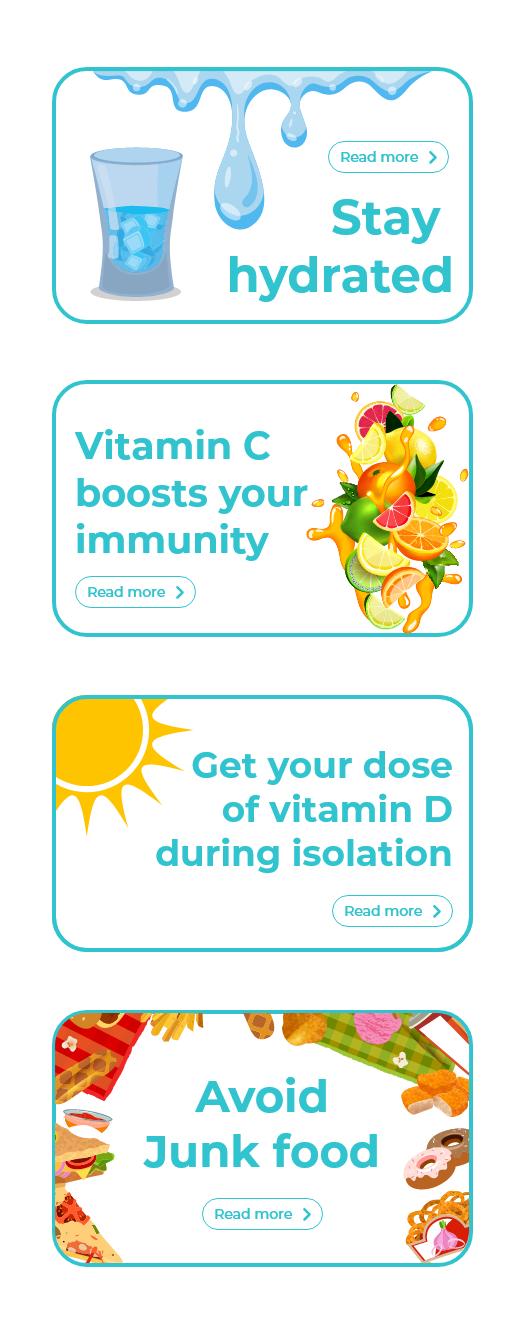 Read more
Stay
hydrated
Vitamin C
boosts your
immunity
Read more
Get your dose
of vitamin D
during isolation
Read more
Avoid
Junk food
Read more